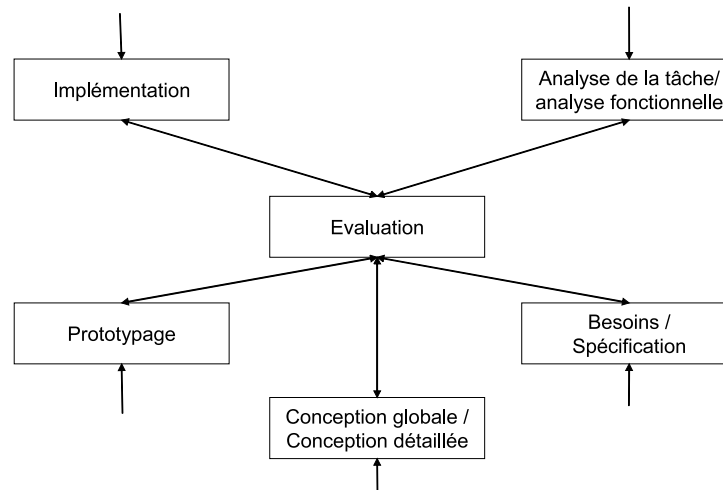 Implémentation
Analyse de la tâche/
analyse fonctionnelle
Evaluation
Prototypage
Besoins /
Spécification
Conception globale /
Conception détaillée